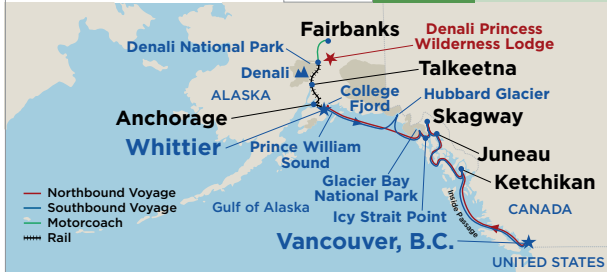 Fairbanks
Denali Princess
Wilderness Lodge
Denali National Park
Denali
Talkeetna
College
Fjord
Hubbard Glacier
ALASKA
Anchorage
Skagway
Whittier
Prince William
Sound
Juneau
Glacier Bay
National Park
Ketchikan
Northbound Voyage
Southbound Voyage
Motorcoach
Rail
Gulf of Alaska
Icy Strait Point
Inside Passage
CANADA
Vancouver, B.C.
UNITED STATES